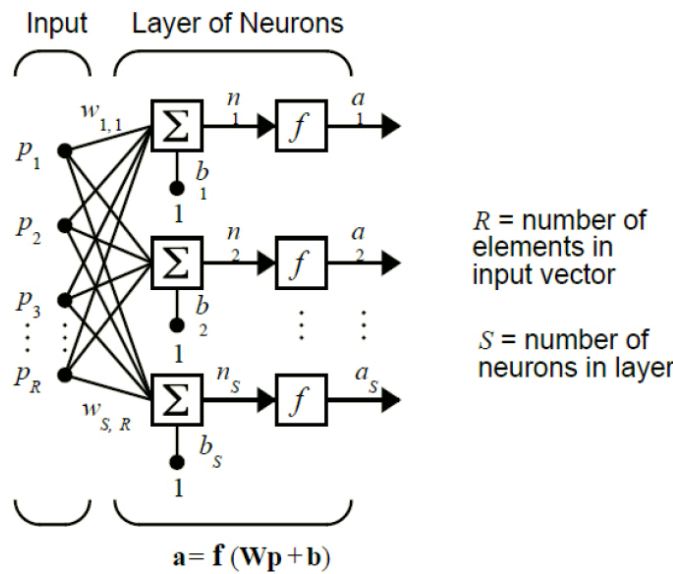 Input
Layer of Neurons
w1,1
n1
a1
p1
Σ
f
b1
1
p2
n2
a2
Σ
f
b2
1
p3
pR
nS
aS
Σ
f
wS, R
bS
1
R = number of
elements in
input vector
S = number of
neurons in layer
a= f (Wp + b)